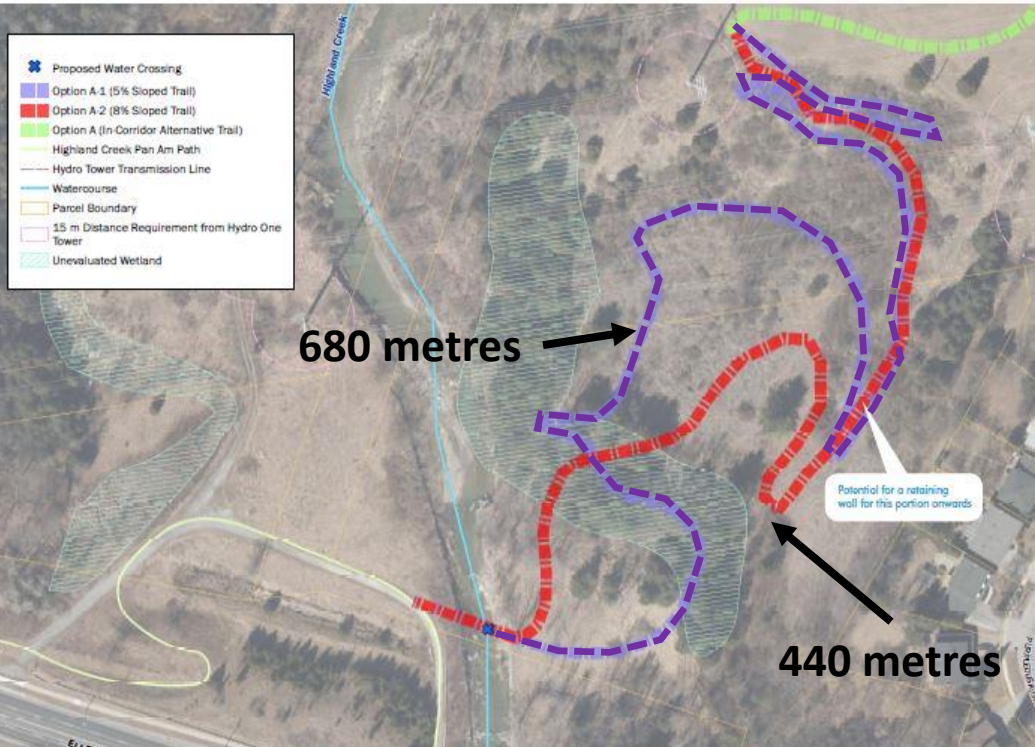 Highland Creek
Proposed Water Crossing
Option A-1 (5% Sloped Trail)
Option A-2 (8% Sloped Trail)
Option A (In-Corridor Alternative Trail)
Highland Creek Pan Am Path
Hydro Tower Transmission Line
Watercourse
Parcel Boundary
15 m Distance Requirement from Hydro One
Tower
Unevaluated Wetland
680 metres
Potential for a retaining
wall for this portion onwards
440 metres